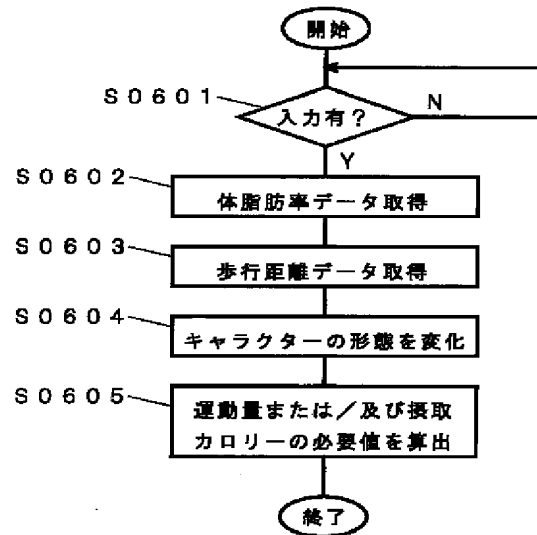 開始
S0601
入力有?
N
Y
S0602
体脂肪率データ取得
S0603
歩行距離データ取得
S0604
キャラクターの形態を変化
S0605
運動量または/及び摂取
カロリーの必要値を算出
終了